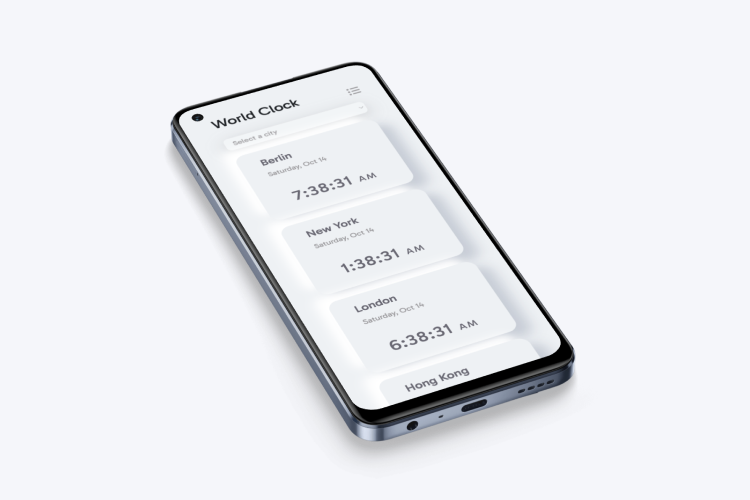 World Clock
Select a city
Berlin
Saturday, Oct 14
7:38:31 AM
New York
Saturday, Oct 14
1:38:31 AM
London
Saturday, Oct 14
6:38:31 AM
Hong Kong